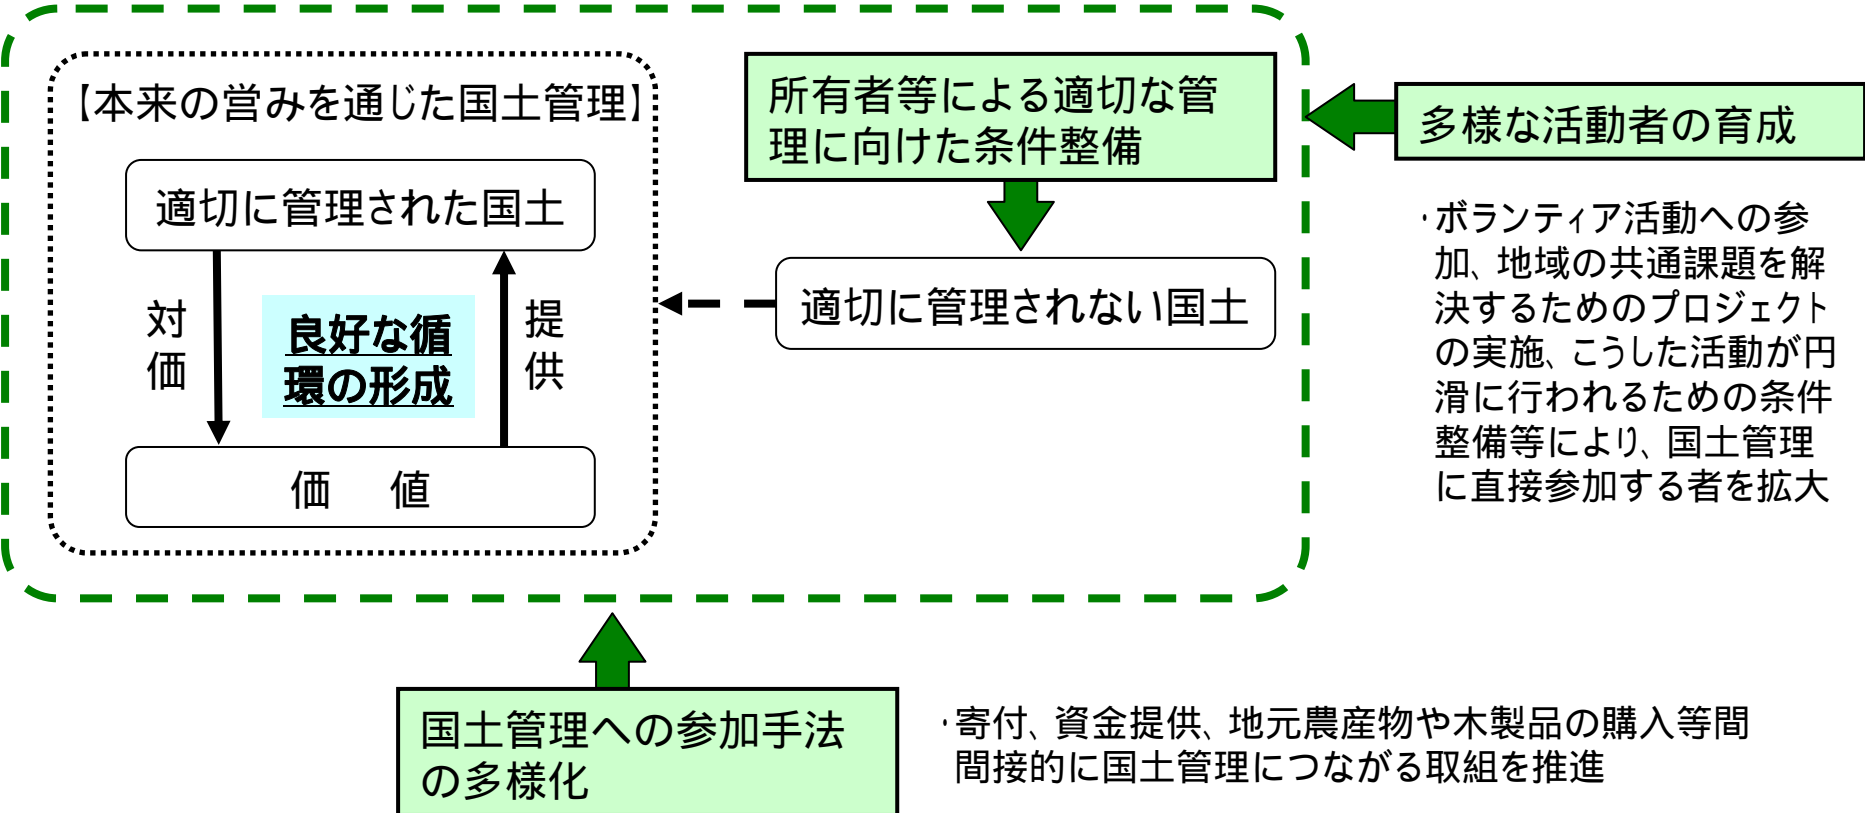 【本来の営みを通じた国土管理】
適切に管理された国土
対価
良好な循
環の形成
提供
価 値
所有者等による適切な管
理に向けた条件整備
適切に管理されない国土
多様な活動者の育成
・ボランティア活動への参
加、地域の共通課題を解
決するためのプロジェクト
の実施、こうした活動が円
滑に行われるための条件
整備等により、国土管理
に直接参加する者を拡大
国土管理への参加手法
の多様化
・寄付、資金提供、地元農産物や木製品の購入等間
間接的に国土管理につながる取組を推進